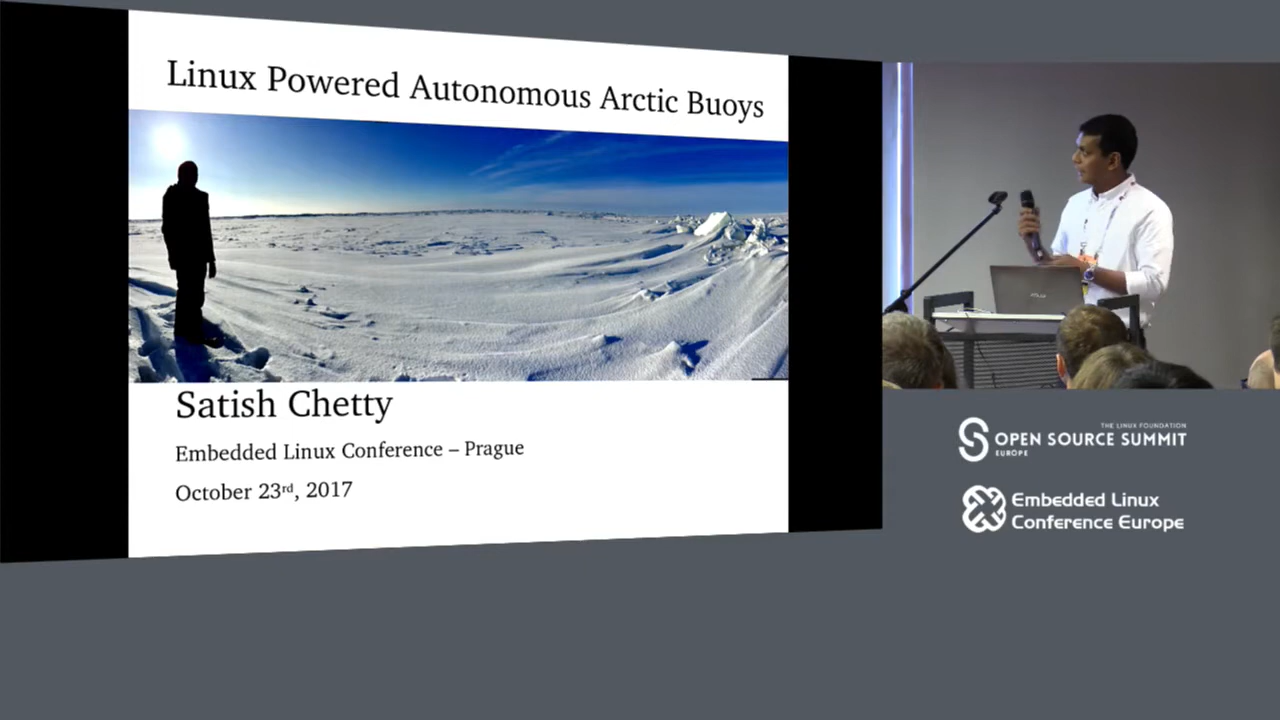 Linux Powered Autonomous Arctic Buoys
Satish Chetty
Embedded Linux Conference – Prague
October 23rd, 2017
THE LINUX FOUNDATION
OPEN SOURCE SUMMIT
EUROPE
Embedded Linux
Conference Europe